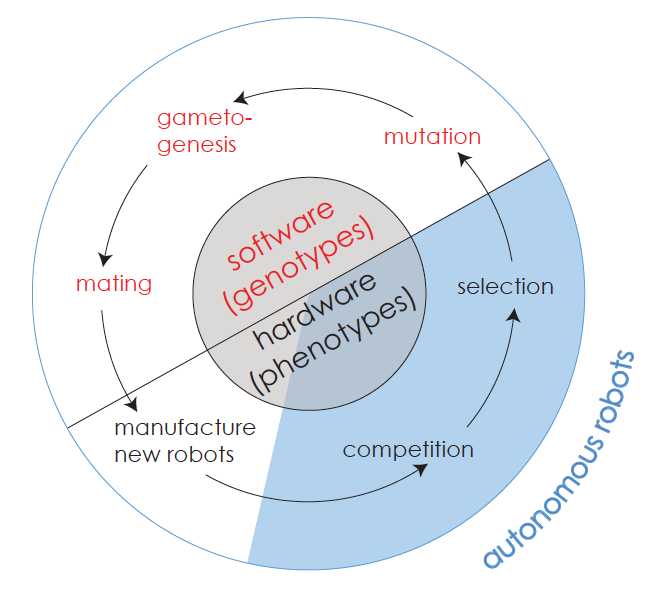 gameto-
genesis
mutation
software
(genotypes)
mating
hardware
(phenotypes)
selection
manufacture
new robots
competition
autonomous robots